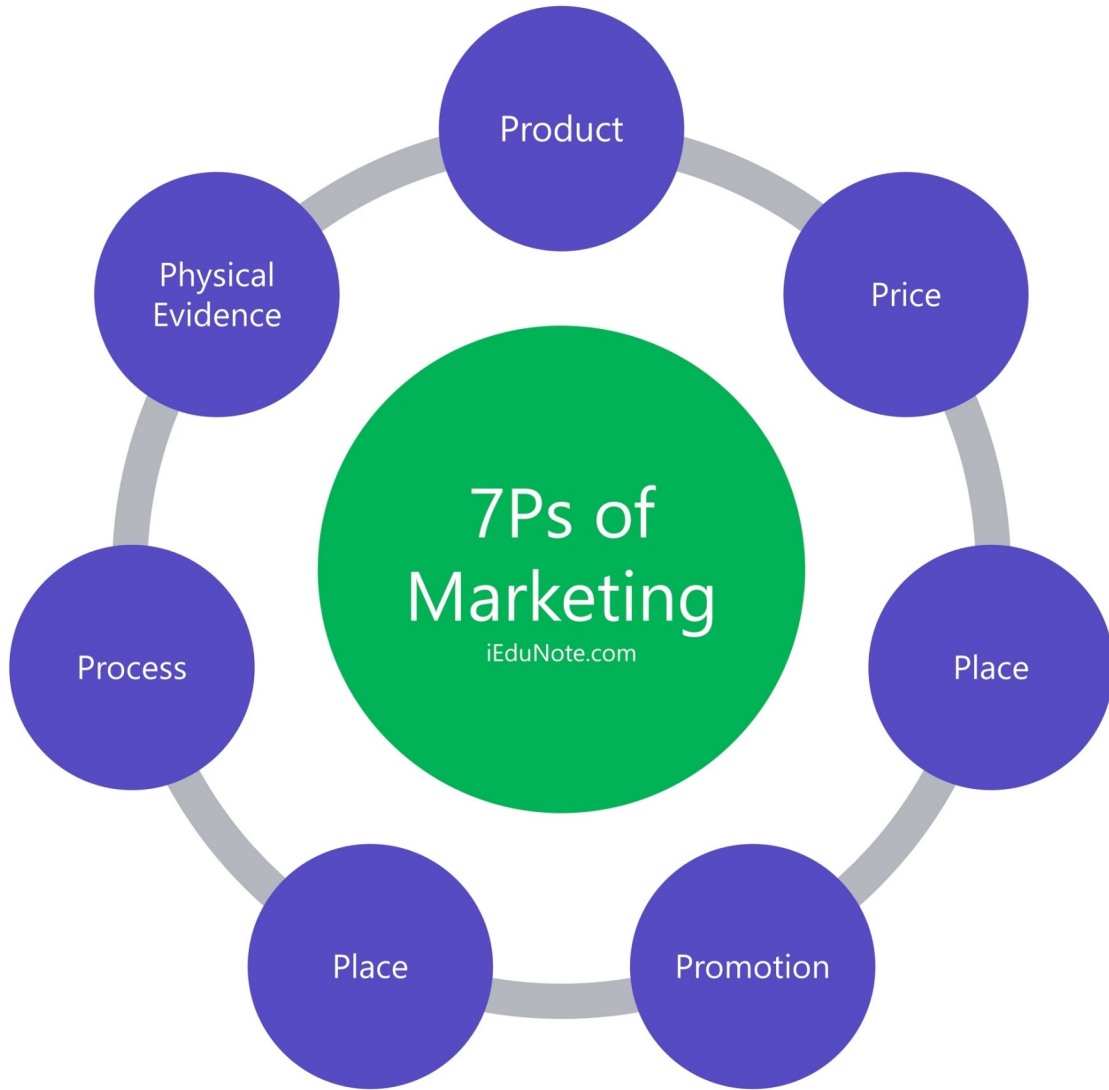 Product
Price
Place
Promotion
Place
Process
Physical
Evidence
7Ps of
Marketing
iEduNote.com